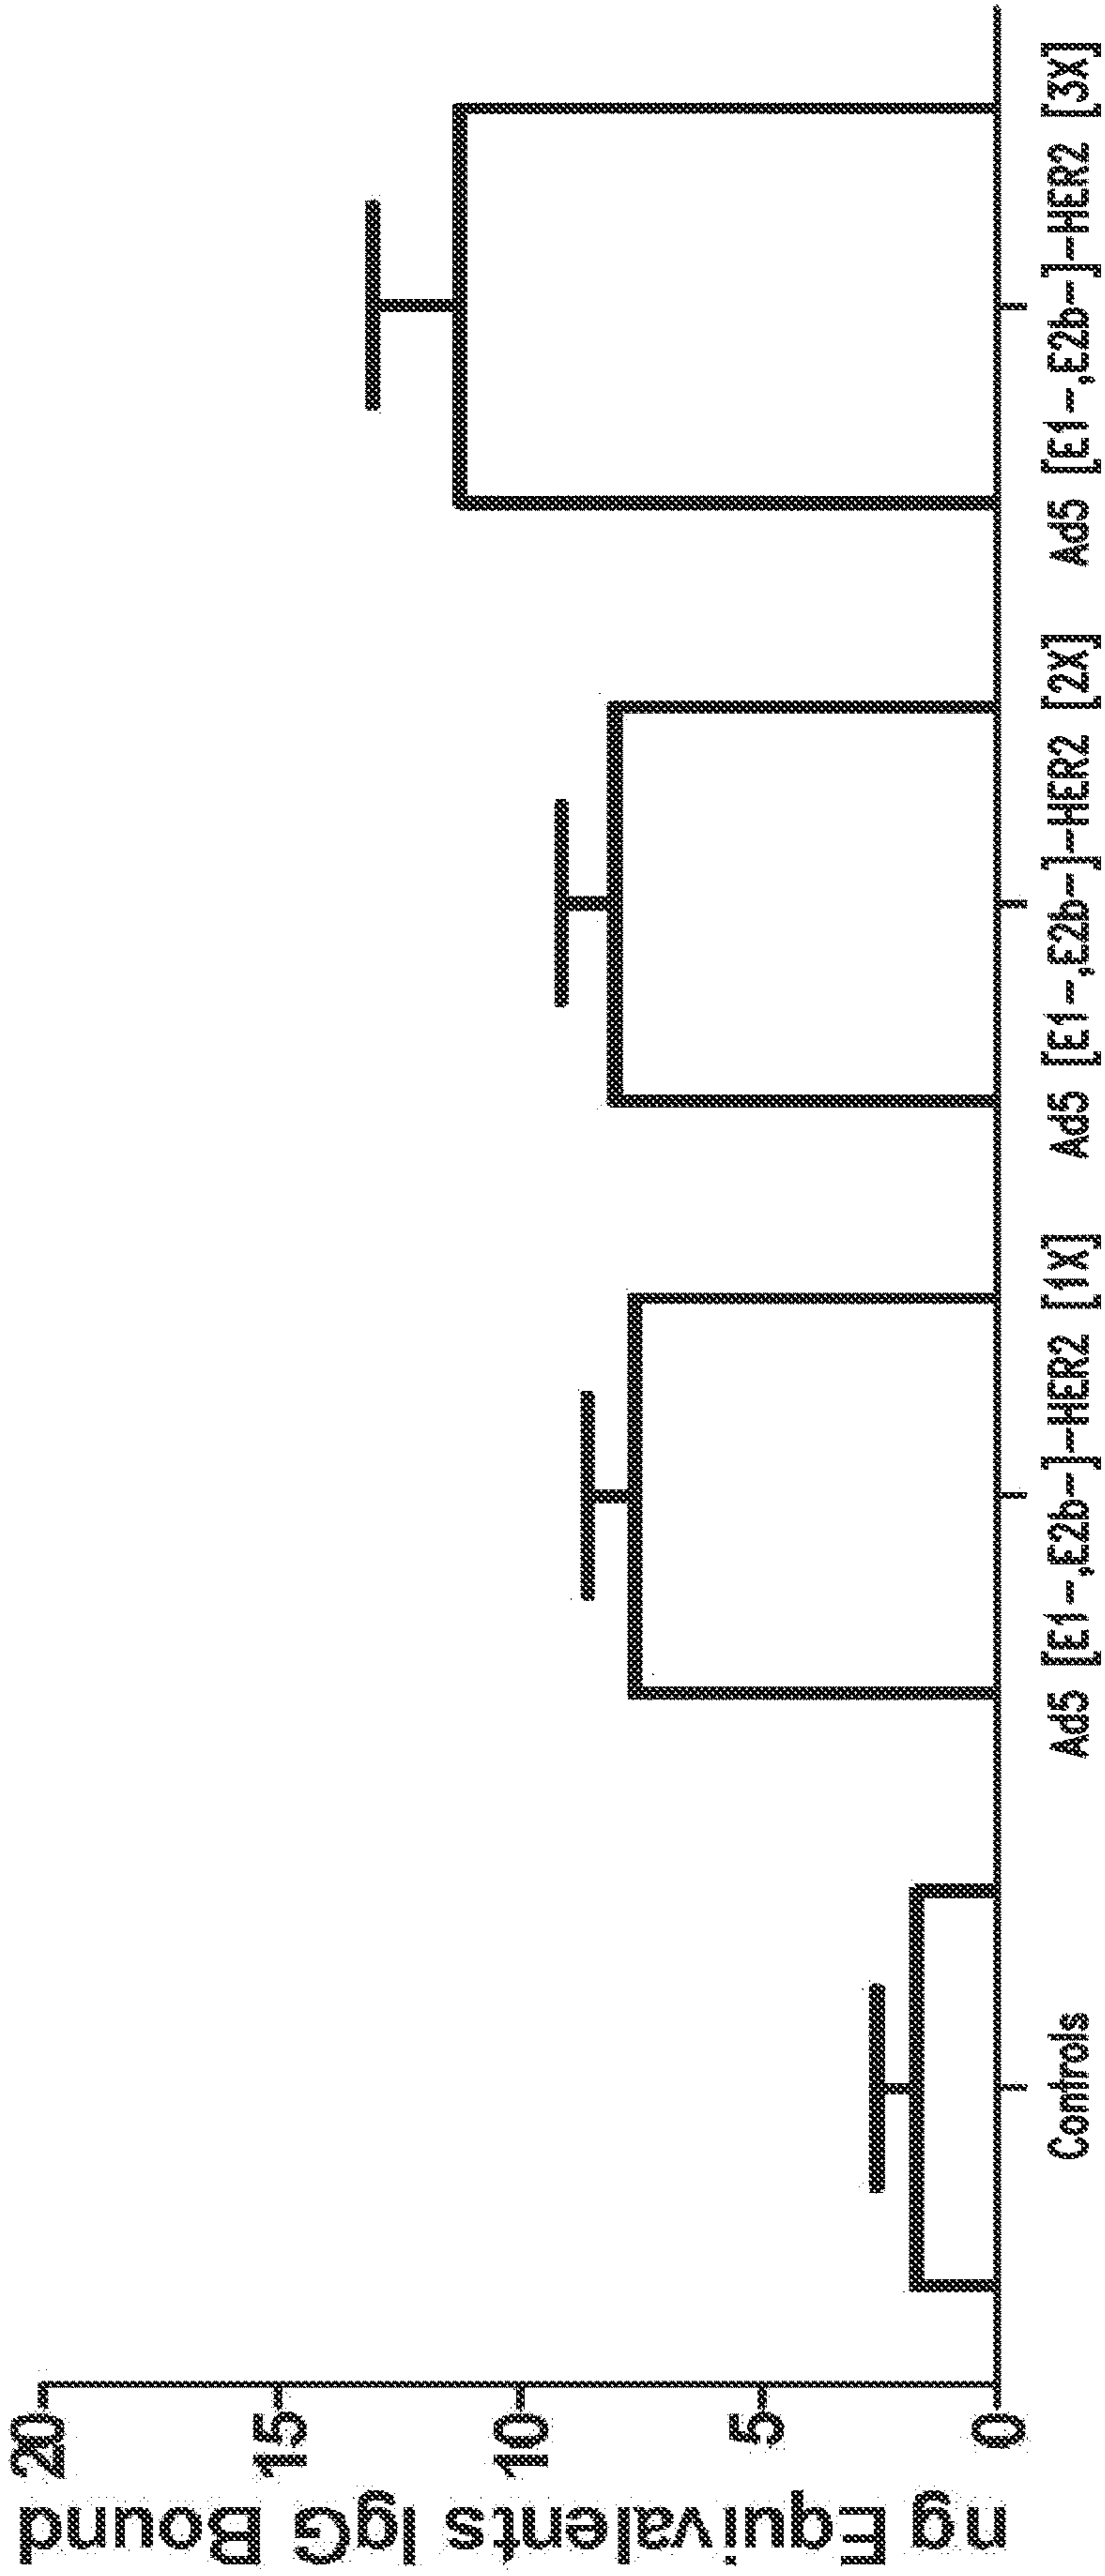 ng Equivalents IgG Bound
20
15
10
5
0
Controls
Ad5 [E1-,E2b-]-HER2 [1X]
Ad5 [E1-,E2b-]-HER2 [2X]
Ad5 [E1-,E2b-]-HER2 [3X]